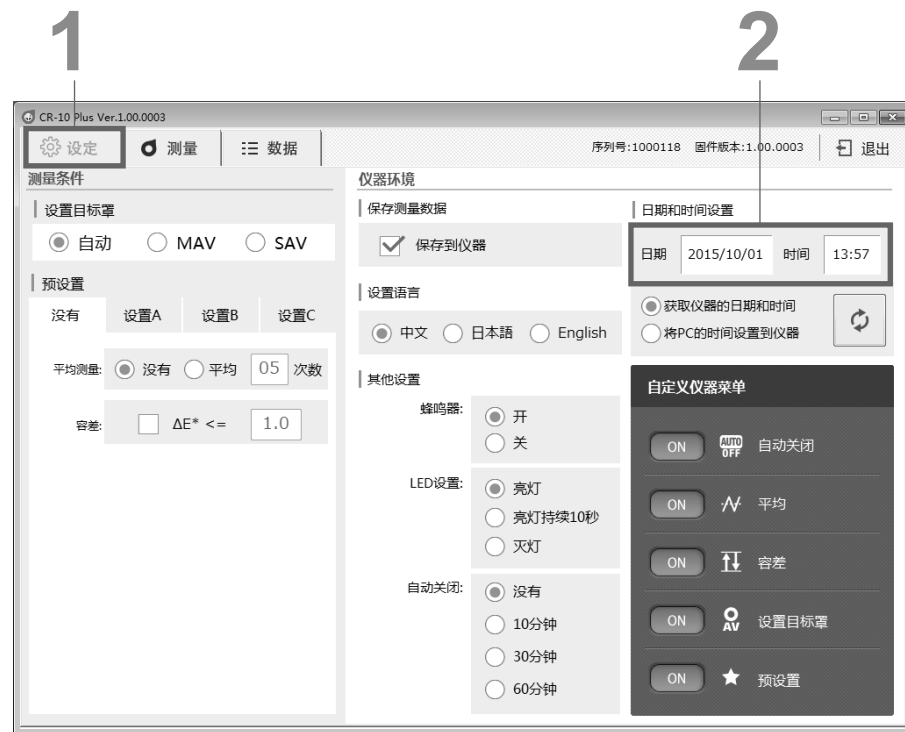 1
2
CR-10 Plus Ver.1.00.0003
设定
测量
数据
序列号:1000118 固件版本:1.00.0003
退出
测量条件
设置目标罩
自动 MAV SAV
预设置
没有 设置A 设置B 设置C
平均测量: 没有 平均 05 次数
容差: ΔE* <= 1.0
仪器环境
保存测量数据
保存到仪器
设置语言
中文 日本語 English
其他设置
蜂鸣器: 开
关
LED设置: 亮灯
亮灯持续10秒
灭灯
自动关闭: 没有
10分钟
30分钟
60分钟
日期和时间设置
日期 2015/10/01 时间 13:57
获取仪器的日期和时间
将PC的时间设置到仪器
自定义仪器菜单
ON AUTO OFF 自动关闭
ON 平均
ON 容差
ON AV 设置目标罩
ON 预设置